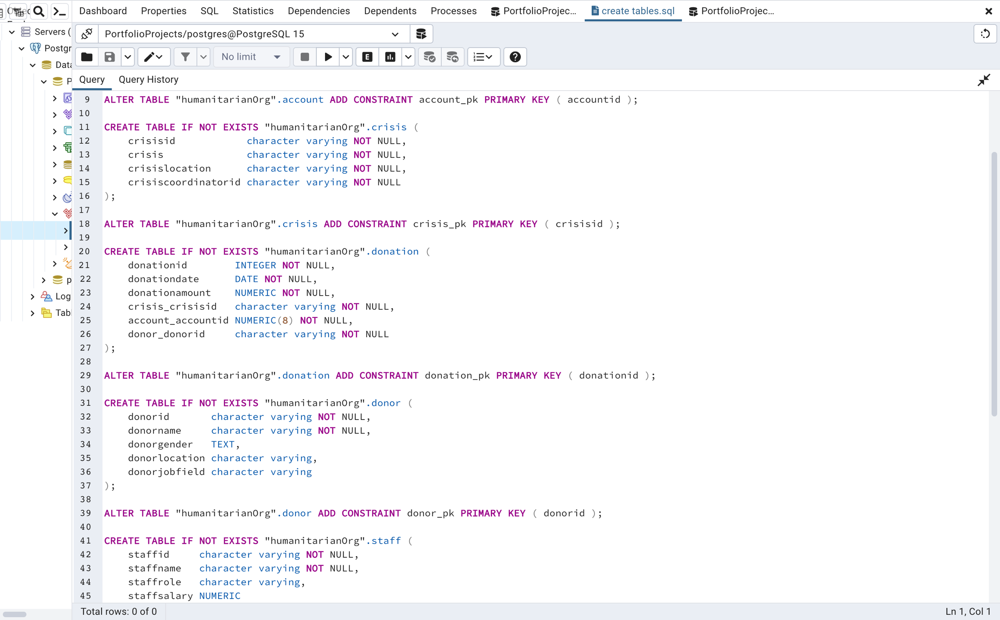 Dashboard Properties SQL Statistics Dependencies Dependents Processes PortfolioProjec... create tables.sql PortfolioProjec...
Servers (
Postgr
Data
P
p
Log
Tab
PortfolioProjects/postgres@PostgreSQL 15
No limit
E
Query Query History
9 ALTER TABLE "humanitarianOrg".account ADD CONSTRAINT account_pk PRIMARY KEY ( accountid );
10
11 CREATE TABLE IF NOT EXISTS "humanitarianOrg".crisis (
12 crisisid character varying NOT NULL,
13 crisis character varying NOT NULL,
14 crisislocation character varying NOT NULL,
15 crisiscoordinatorid character varying NOT NULL
16 );
17
18 ALTER TABLE "humanitarianOrg".crisis ADD CONSTRAINT crisis_pk PRIMARY KEY ( crisisid );
19
20 CREATE TABLE IF NOT EXISTS "humanitarianOrg".donation (
21 donationid INTEGER NOT NULL,
22 donationdate DATE NOT NULL,
23 donationamount NUMERIC NOT NULL,
24 crisis_crisisid character varying NOT NULL,
25 account_accountid NUMERIC(8) NOT NULL,
26 donor_donorid character varying NOT NULL
27 );
28
29 ALTER TABLE "humanitarianOrg".donation ADD CONSTRAINT donation_pk PRIMARY KEY ( donationid );
30
31 CREATE TABLE IF NOT EXISTS "humanitarianOrg".donor (
32 donorid character varying NOT NULL,
33 donorname character varying NOT NULL,
34 donorgender TEXT,
35 donorlocation character varying,
36 donorjobfield character varying
37 );
38
39 ALTER TABLE "humanitarianOrg".donor ADD CONSTRAINT donor_pk PRIMARY KEY ( donorid );
40
41 CREATE TABLE IF NOT EXISTS "humanitarianOrg".staff (
42 staffid character varying NOT NULL,
43 staffname character varying NOT NULL,
44 staffrole character varying,
45 staffsalary NUMERIC
Total rows: 0 of 0
Ln 1, Col 1